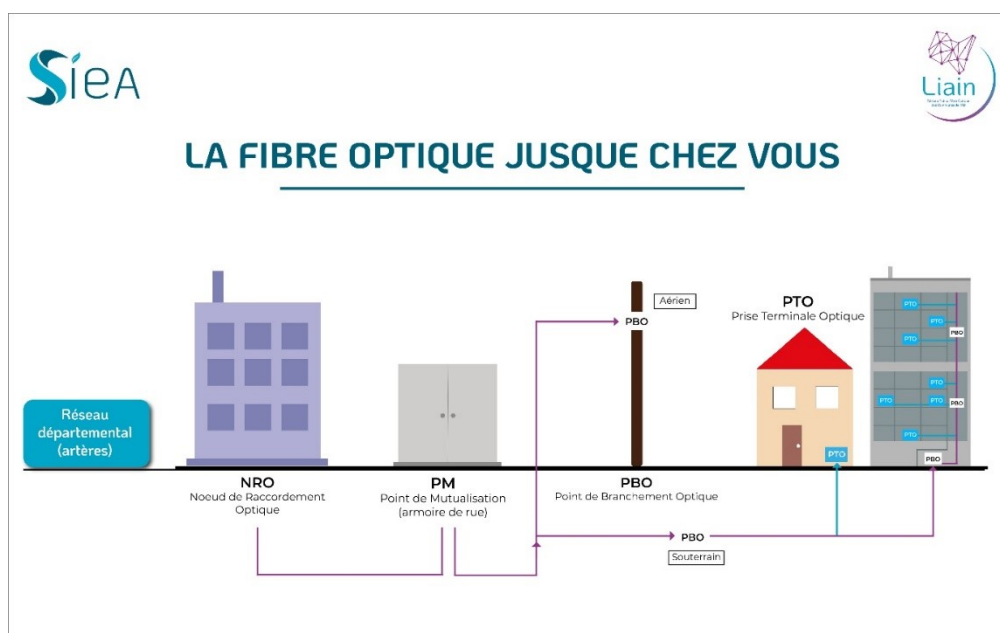 SieA
Liain
LA FIBRE OPTIQUE JUSQUE CHEZ VOUS
Aérien
PBO
PTO
Prise Terminale Optique
PTO
PTO
PBO
PTO
PTO
PTO
PTO
PTO
PBO
PTO
PBO
PTO
Réseau
départemental
(artères)
NRO
Noeud de Raccordement
Optique
PM
Point de Mutualisation
(armoire de rue)
PBO
Point de Branchement Optique
PBO
Souterrain